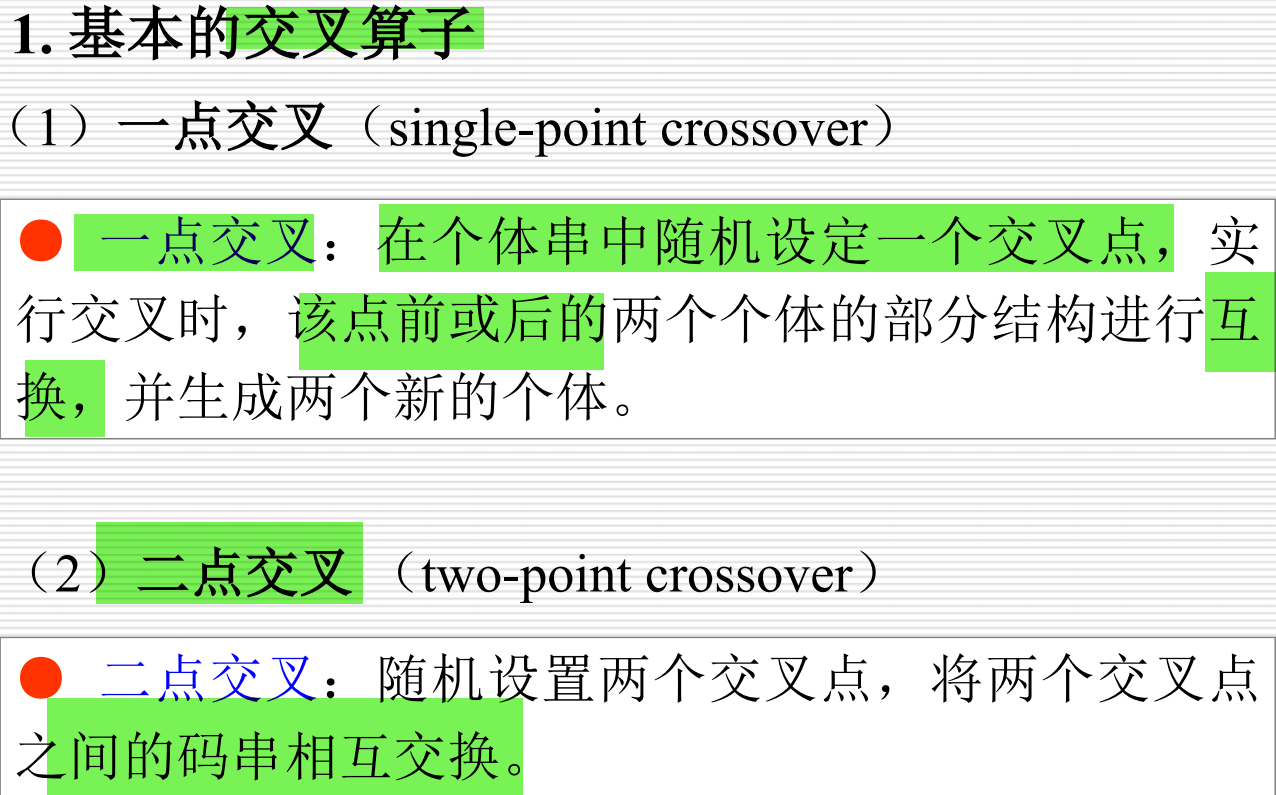 1. 基本的交叉算子
（1）一点交叉（single-point crossover）
一点交叉：在个体串中随机设定一个交叉点，实
行交叉时，该点前或后的两个个体的部分结构进行互
换，并生成两个新的个体。
（2）二点交叉 （two-point crossover）
二点交叉：随机设置两个交叉点，将两个交叉点
之间的码串相互交换。